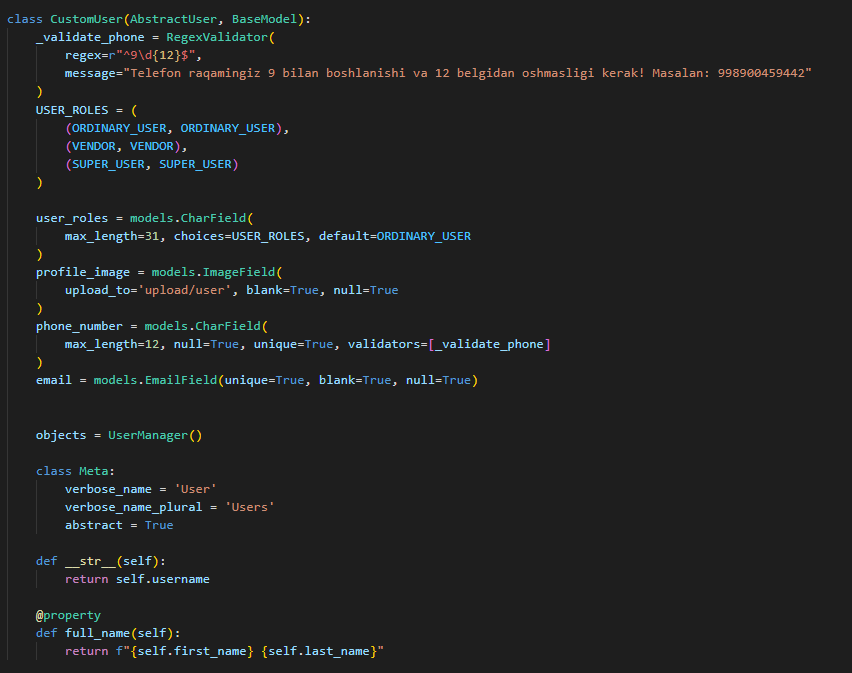 class CustomUser(AbstractUser, BaseModel):
    _validate_phone = RegexValidator(
        regex=r"^9\d{12}$",
        message="Telefon raqamingiz 9 bilan boshlanishi va 12 belgidan oshmasligi kerak! Masalan: 998900459442"
    )
    USER_ROLES = (
        (ORDINARY_USER, ORDINARY_USER),
        (VENDOR, VENDOR),
        (SUPER_USER, SUPER_USER)
    )

    user_roles = models.CharField(
        max_length=31, choices=USER_ROLES, default=ORDINARY_USER
    )
    profile_image = models.ImageField(
        upload_to='upload/user', blank=True, null=True
    )
    phone_number = models.CharField(
        max_length=12, null=True, unique=True, validators=[_validate_phone]
    )
    email = models.EmailField(unique=True, blank=True, null=True)


    objects = UserManager()

    class Meta:
        verbose_name = 'User'
        verbose_name_plural = 'Users'
        abstract = True

    def __str__(self):
        return self.username

    @property
    def full_name(self):
        return f"{self.first_name} {self.last_name}"